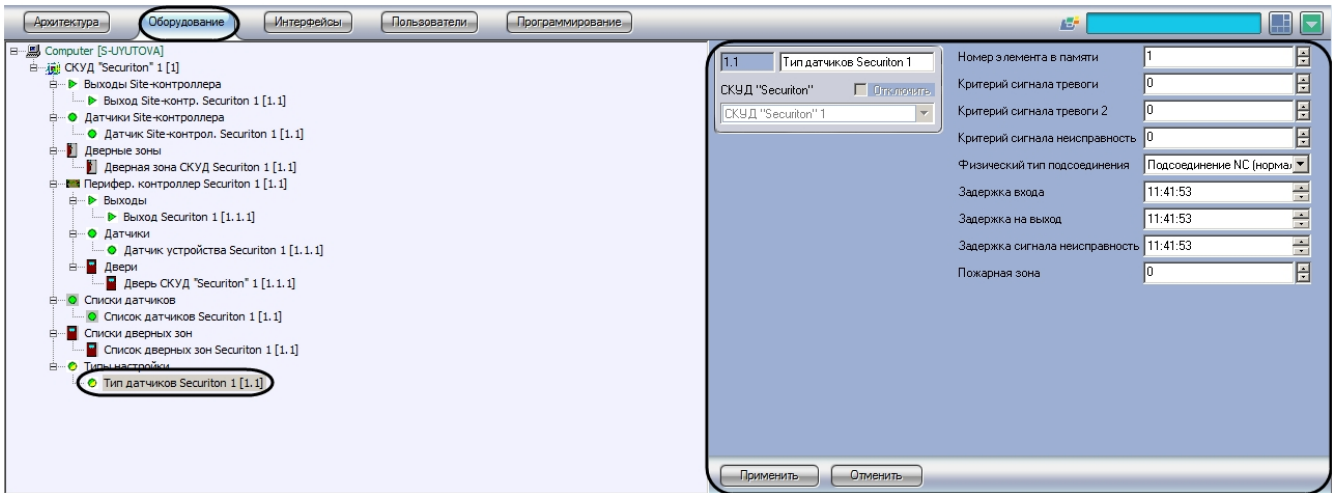 Архитектура Оборудование Интерфейсы Пользователи Программирование
Computer [S-UYUTOVA]
СКУД "Securiton" 1 [1]
Выходы Site-контроллера
Выход Site-контр. Securiton 1 [1.1]
Датчики Site-контроллера
Датчик Site-контрол. Securiton 1 [1.1]
Дверные зоны
Дверная зона СКУД Securiton 1 [1.1]
Перифер. контроллер Securiton 1 [1.1]
Выходы
Выход Securiton 1 [1.1.1]
Датчики
Датчик устройства Securiton 1 [1.1.1]
Двери
Дверь СКУД "Securiton" 1 [1.1.1]
Списки датчиков
Список датчиков Securiton 1 [1.1]
Списки дверных зон
Список дверных зон Securiton 1 [1.1]
Типы настройки
Тип датчиков Securiton 1 [1.1]
1.1 Тип датчиков Securiton 1
СКУД "Securiton" Отключить
СКУД "Securiton" 1
Номер элемента в памяти 1
Критерий сигнала тревоги 0
Критерий сигнала тревоги 2 0
Критерий сигнала неисправность 0
Физический тип подсоединения Подсоединение NC (норма
Задержка входа 11:41:53
Задержка на выход 11:41:53
Задержка сигнала неисправность 11:41:53
Пожарная зона 0
Применить Отменить